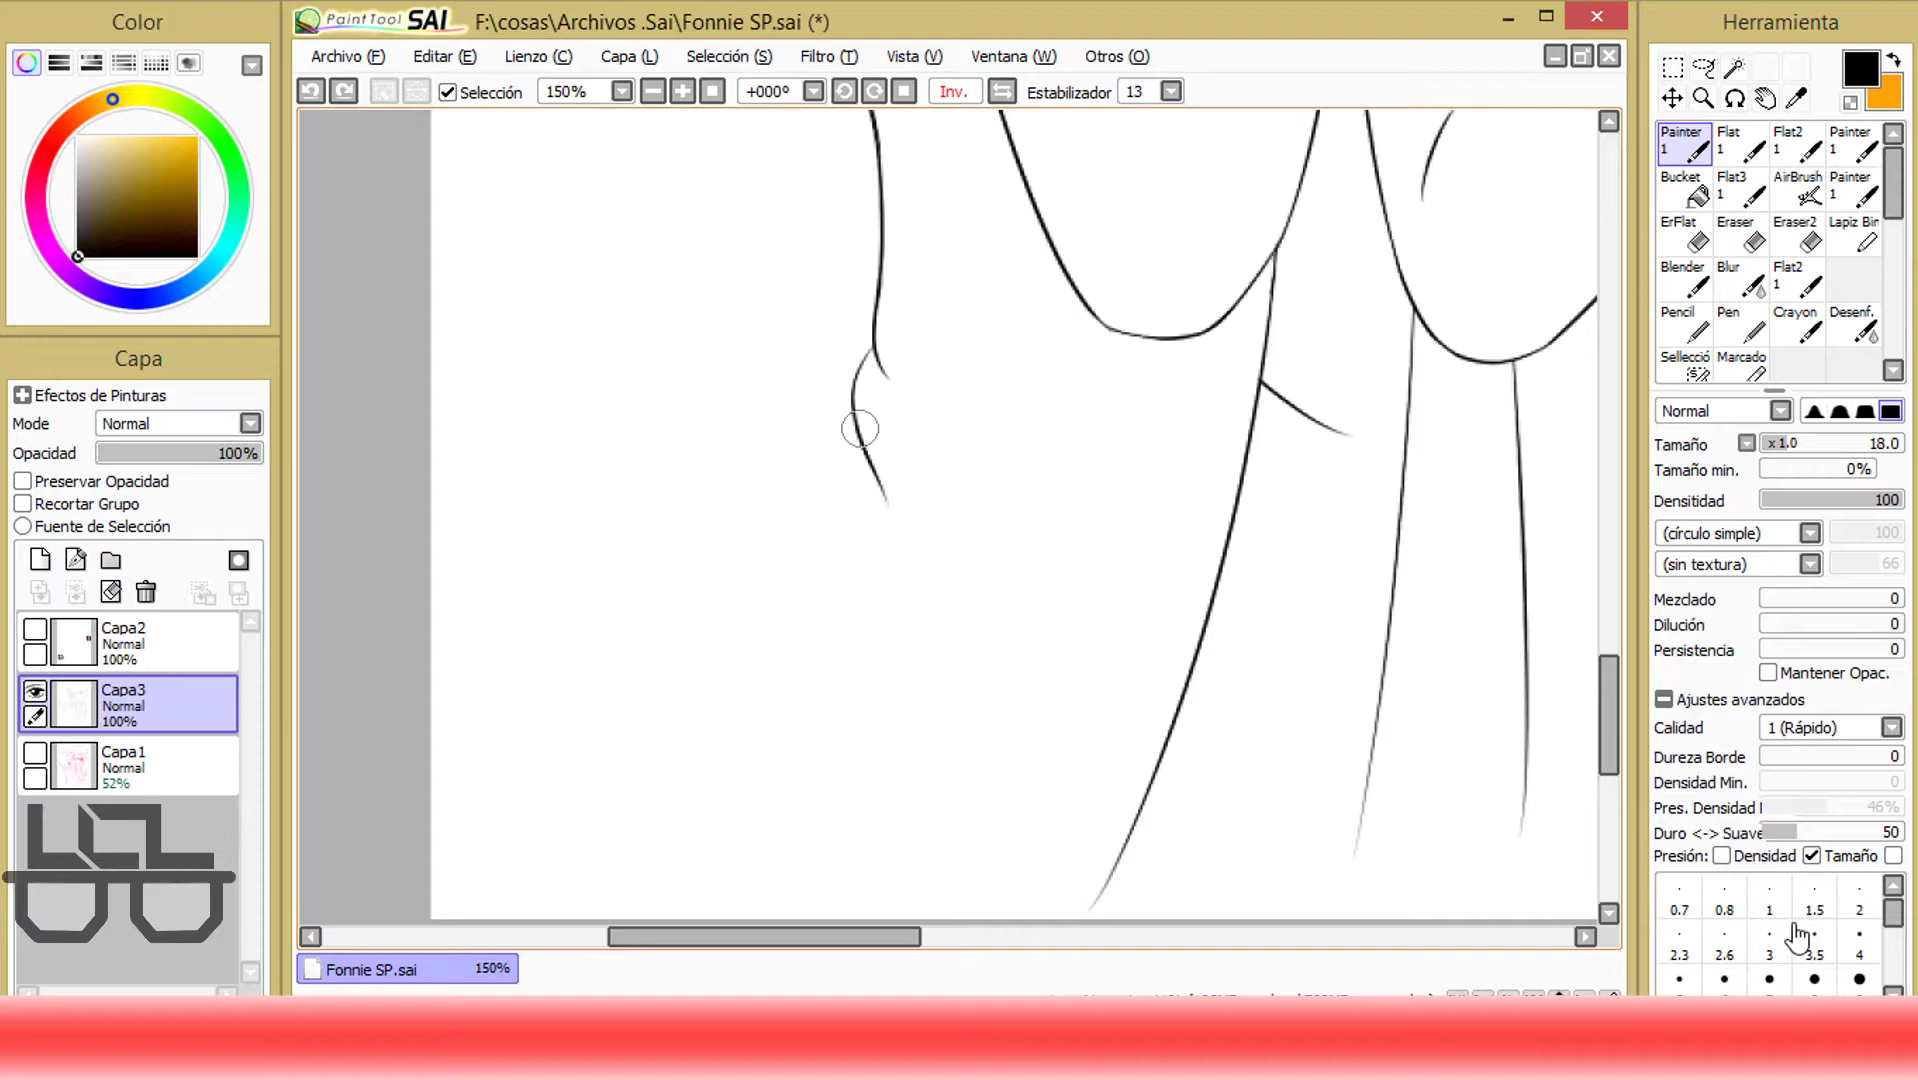 Color
PaintTool SAI
F:\cosas\Archivos .Sai\Fonnie SP.sai (*)
Herramienta
Archivo (F)
Editar (E)
Lienzo (C)
Capa (L)
Selección (S)
Filtro (T)
Vista (V)
Ventana (W)
Otros (O)
Selección
150%
+000º
Inv.
Estabilizador
13
Painter
1
Flat
1
Flat2
1
Painter
1
Bucket
Flat3
1
AirBrush
Painter
1
ErFlat
Eraser
Eraser2
Lapiz Bin
Blender
Blur
Flat2
1
Pencil
Pen
Crayon
Desenf.
Sellecció
Marcado
Capa
Efectos de Pinturas
Mode
Normal
Opacidad
100%
Preservar Opacidad
Recortar Grupo
Fuente de Selección
Capa2
Normal
100%
Capa3
Normal
100%
Capa1
Normal
52%
Normal
Tamaño
x 1.0
18.0
Tamaño min.
0%
Densitidad
100
(círculo simple)
100
(sin textura)
66
Mezclado
0
Dilución
0
Persistencia
0
Mantener Opac.
Ajustes avanzados
Calidad
1 (Rápido)
Dureza Borde
0
Densidad Min.
0
Pres. Densidad
46%
Duro <-> Suave
50
Presión:
Densidad
Tamaño
0.7
0.8
1
1.5
2
2.3
2.6
3
3.5
4
Fonnie SP.sai
150%